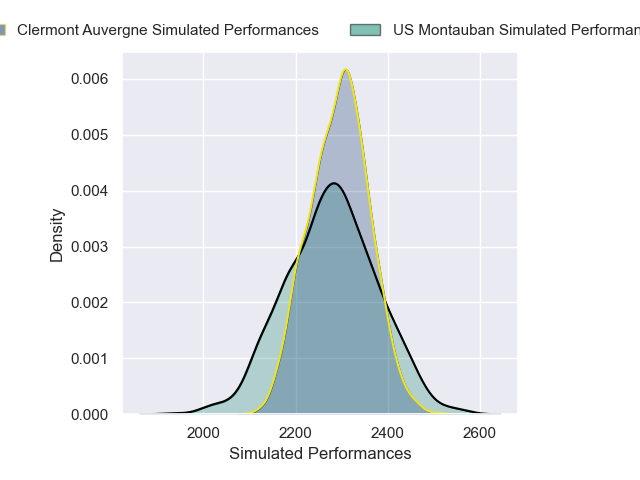 Clermont Auvergne Simulated Performances
US Montauban Simulated
0.006
0.005
0.004
0.003
0.002
0.001
0.000
Density
2000 2200 2400 2600
Simulated Performances